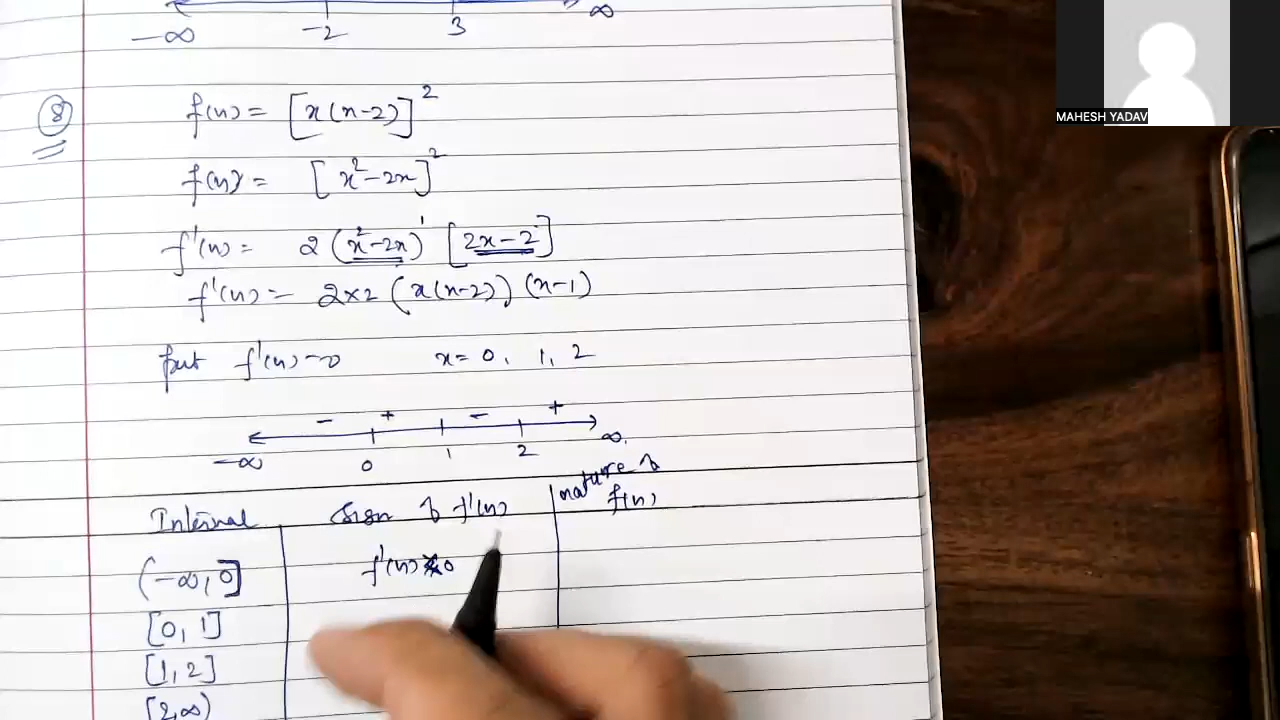 -∞ -2 3 ∞
⑧ f(x) = [x(x-2)]²
f(x) = [x²-2x]²
f'(x) = 2(x²-2x)¹ [2x-2]
f'(x) = 2×2 (x(x-2)) (x-1)
put f'(x)=0 x= 0, 1, 2
- + - +
-∞ 0 1 2 ∞.
Interval Sign of f'(x) nature of f(x)
(-∞, 0] f'(x) < 0
[0, 1]
[1, 2]
[2, ∞)
MAHESH YADAV